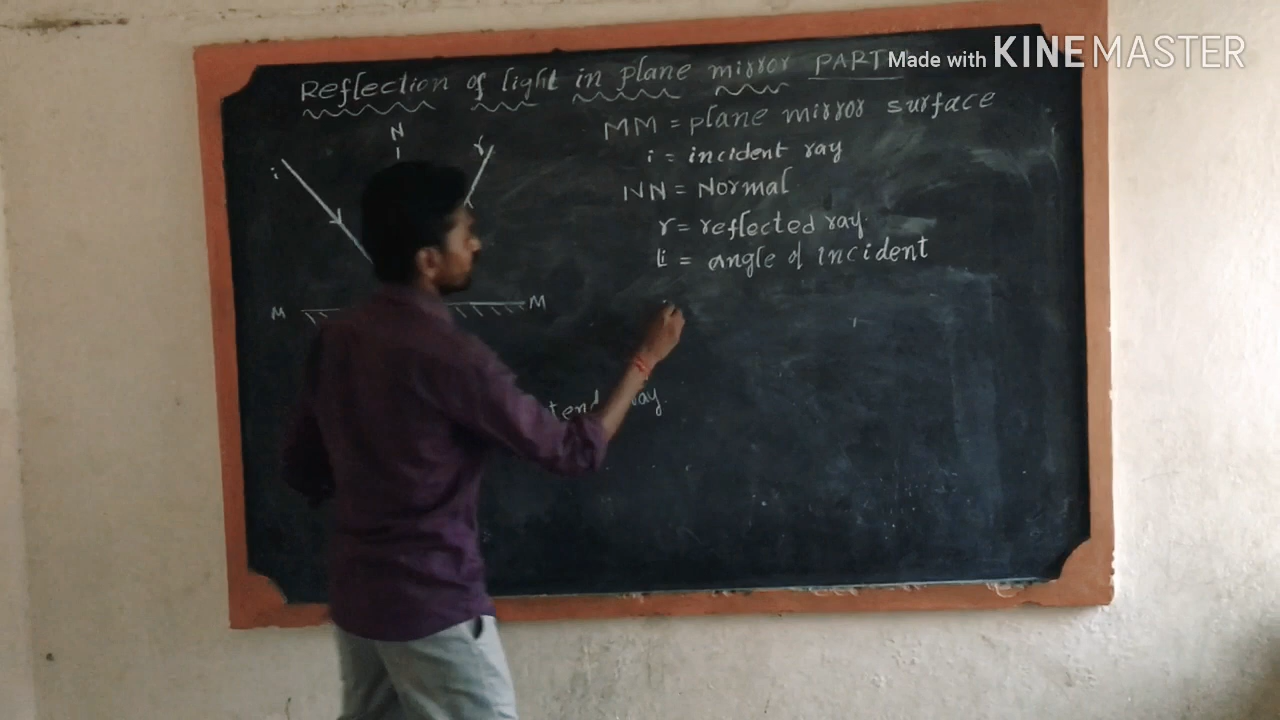 Made with KINEMASTER
Reflection of light in plane mirror PART
N
r
i
M
M
MM = plane mirror surface
i = incident ray
NN = Normal
r = reflected ray.
∠i = angle of incident
ray.